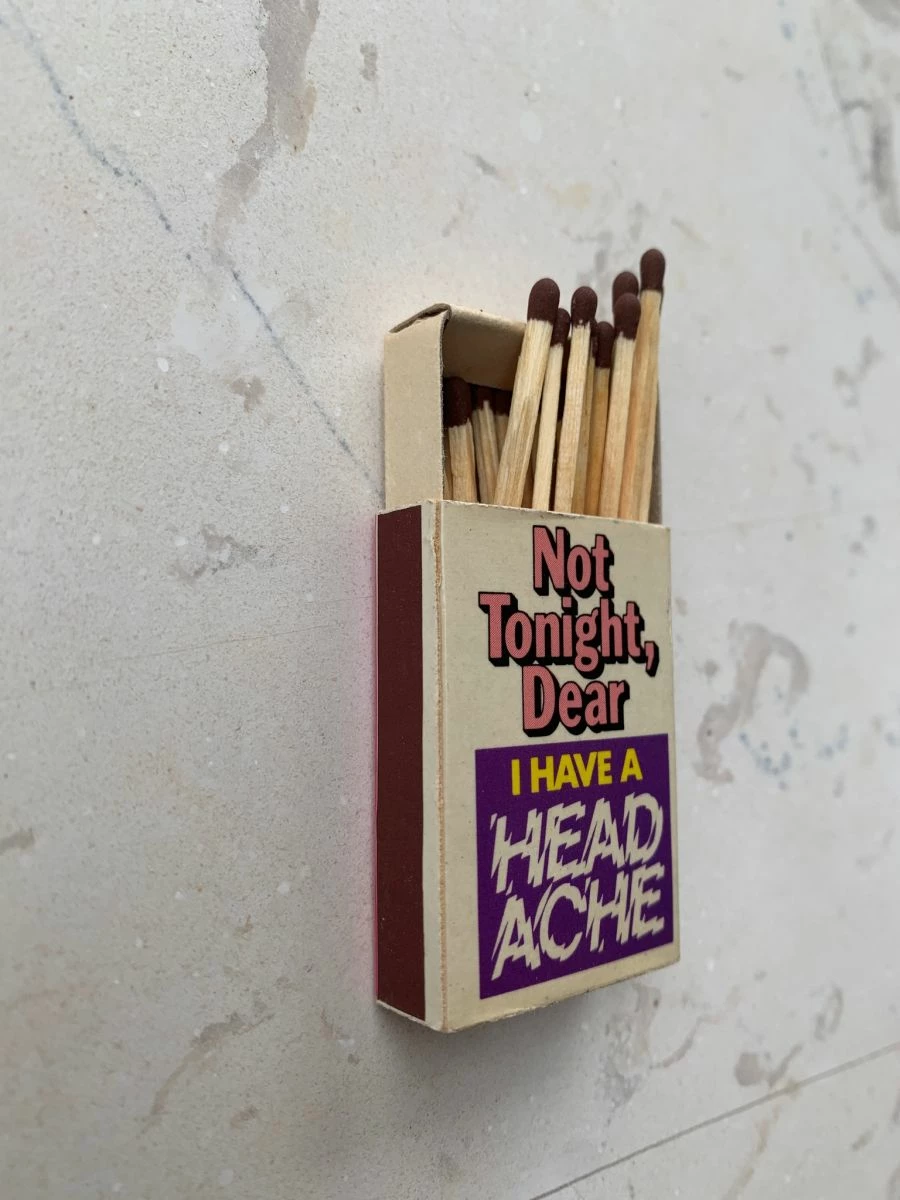 Not
Tonight,
Dear
I HAVE A
HEAD
ACHE